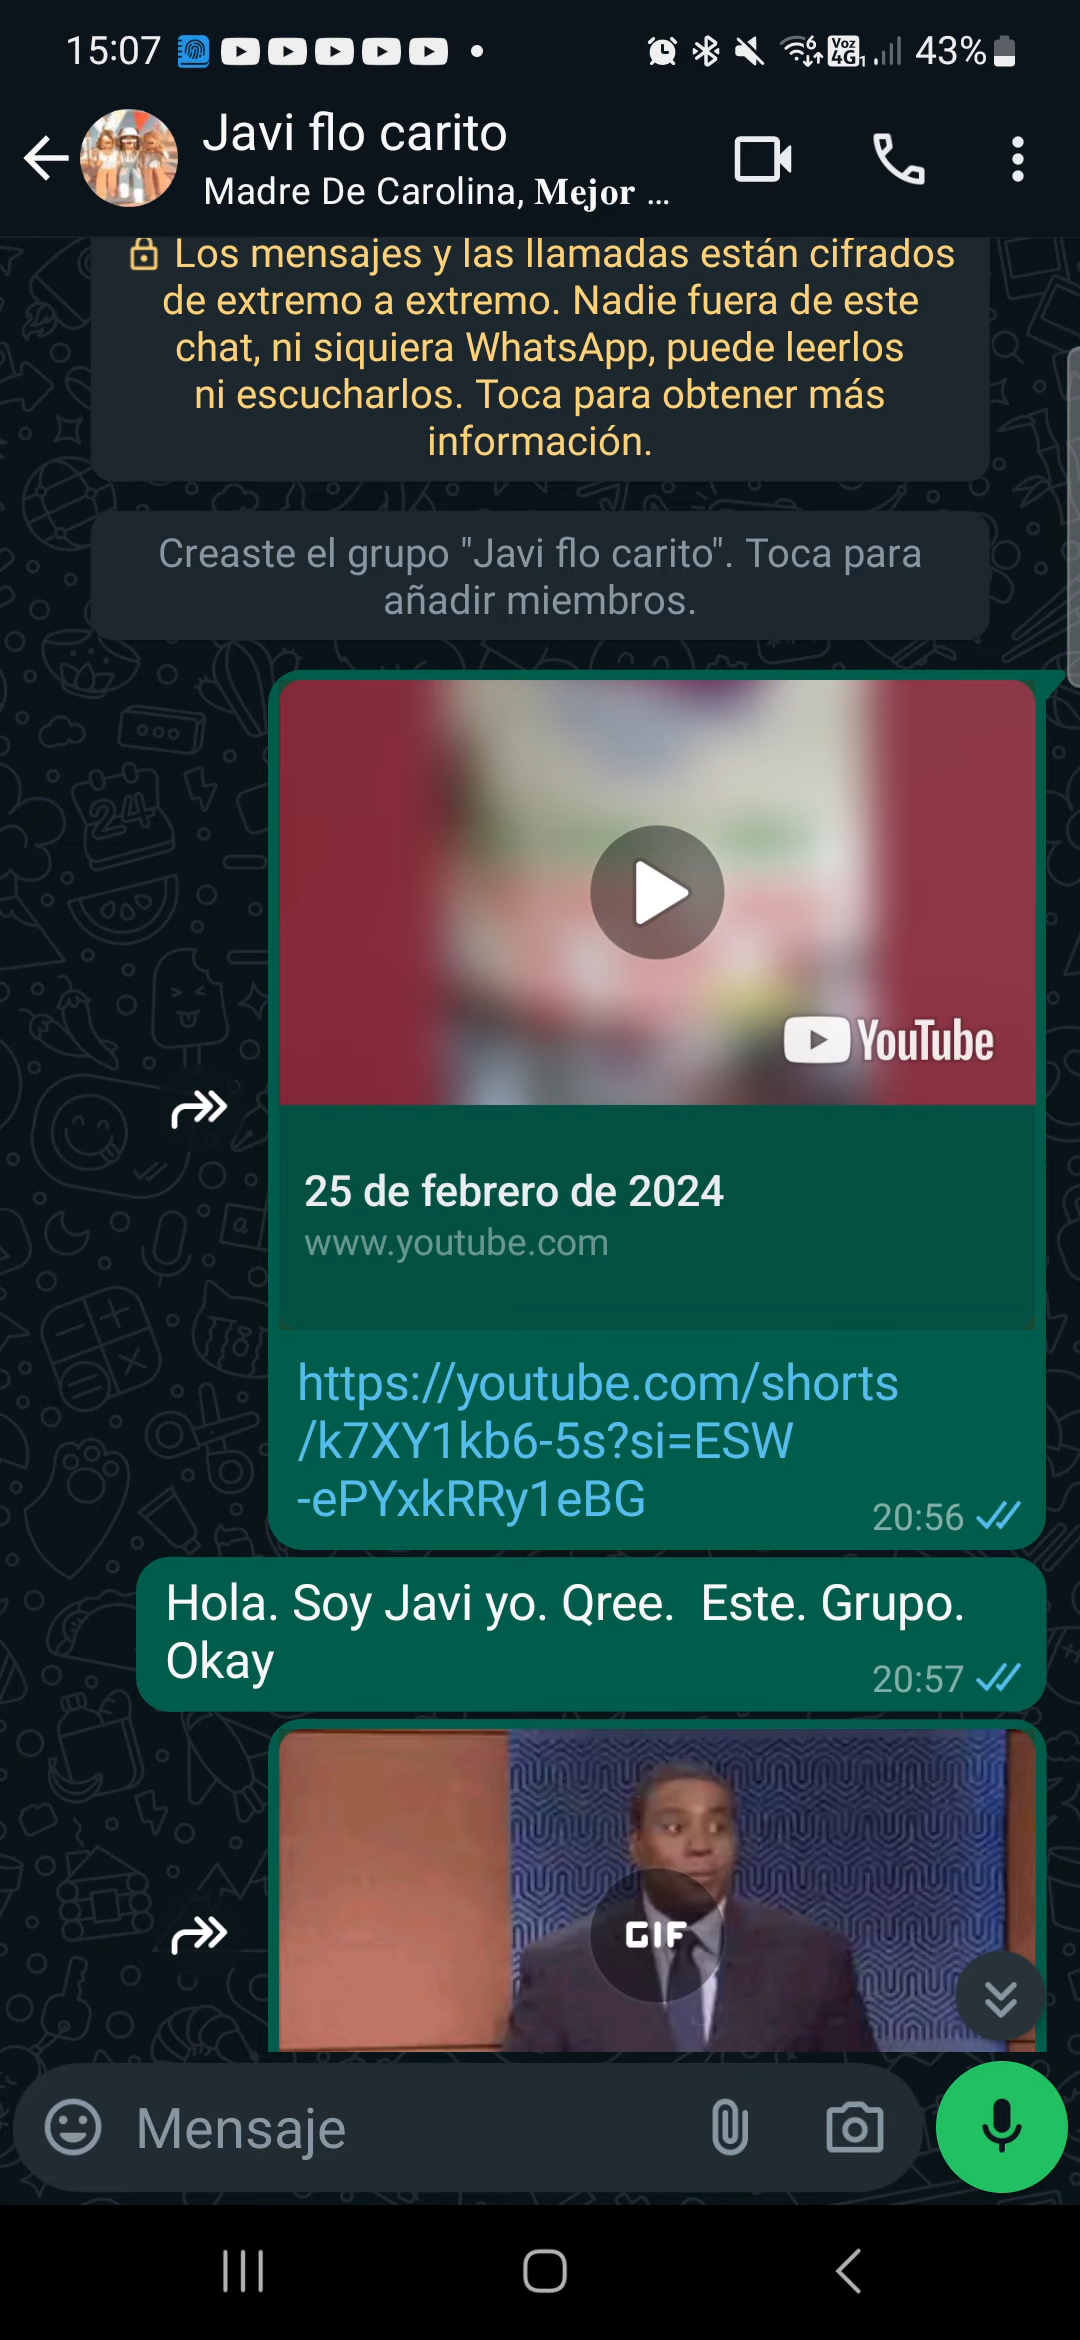 15:07
Voz
4G 1
6
43%
Javi flo carito
Madre De Carolina, 𝐌𝐞𝐣𝐨𝐫 ...
Los mensajes y las llamadas están cifrados
de extremo a extremo. Nadie fuera de este
chat, ni siquiera WhatsApp, puede leerlos
ni escucharlos. Toca para obtener más
información.
Creaste el grupo "Javi flo carito". Toca para
añadir miembros.
YouTube
25 de febrero de 2024
www.youtube.com
https://youtube.com/shorts
/k7XY1kb6-5s?si=ESW
-ePYxkRRy1eBG
20:56
Hola. Soy Javi yo. Qree.  Este. Grupo.
Okay
20:57
GIF
Mensaje